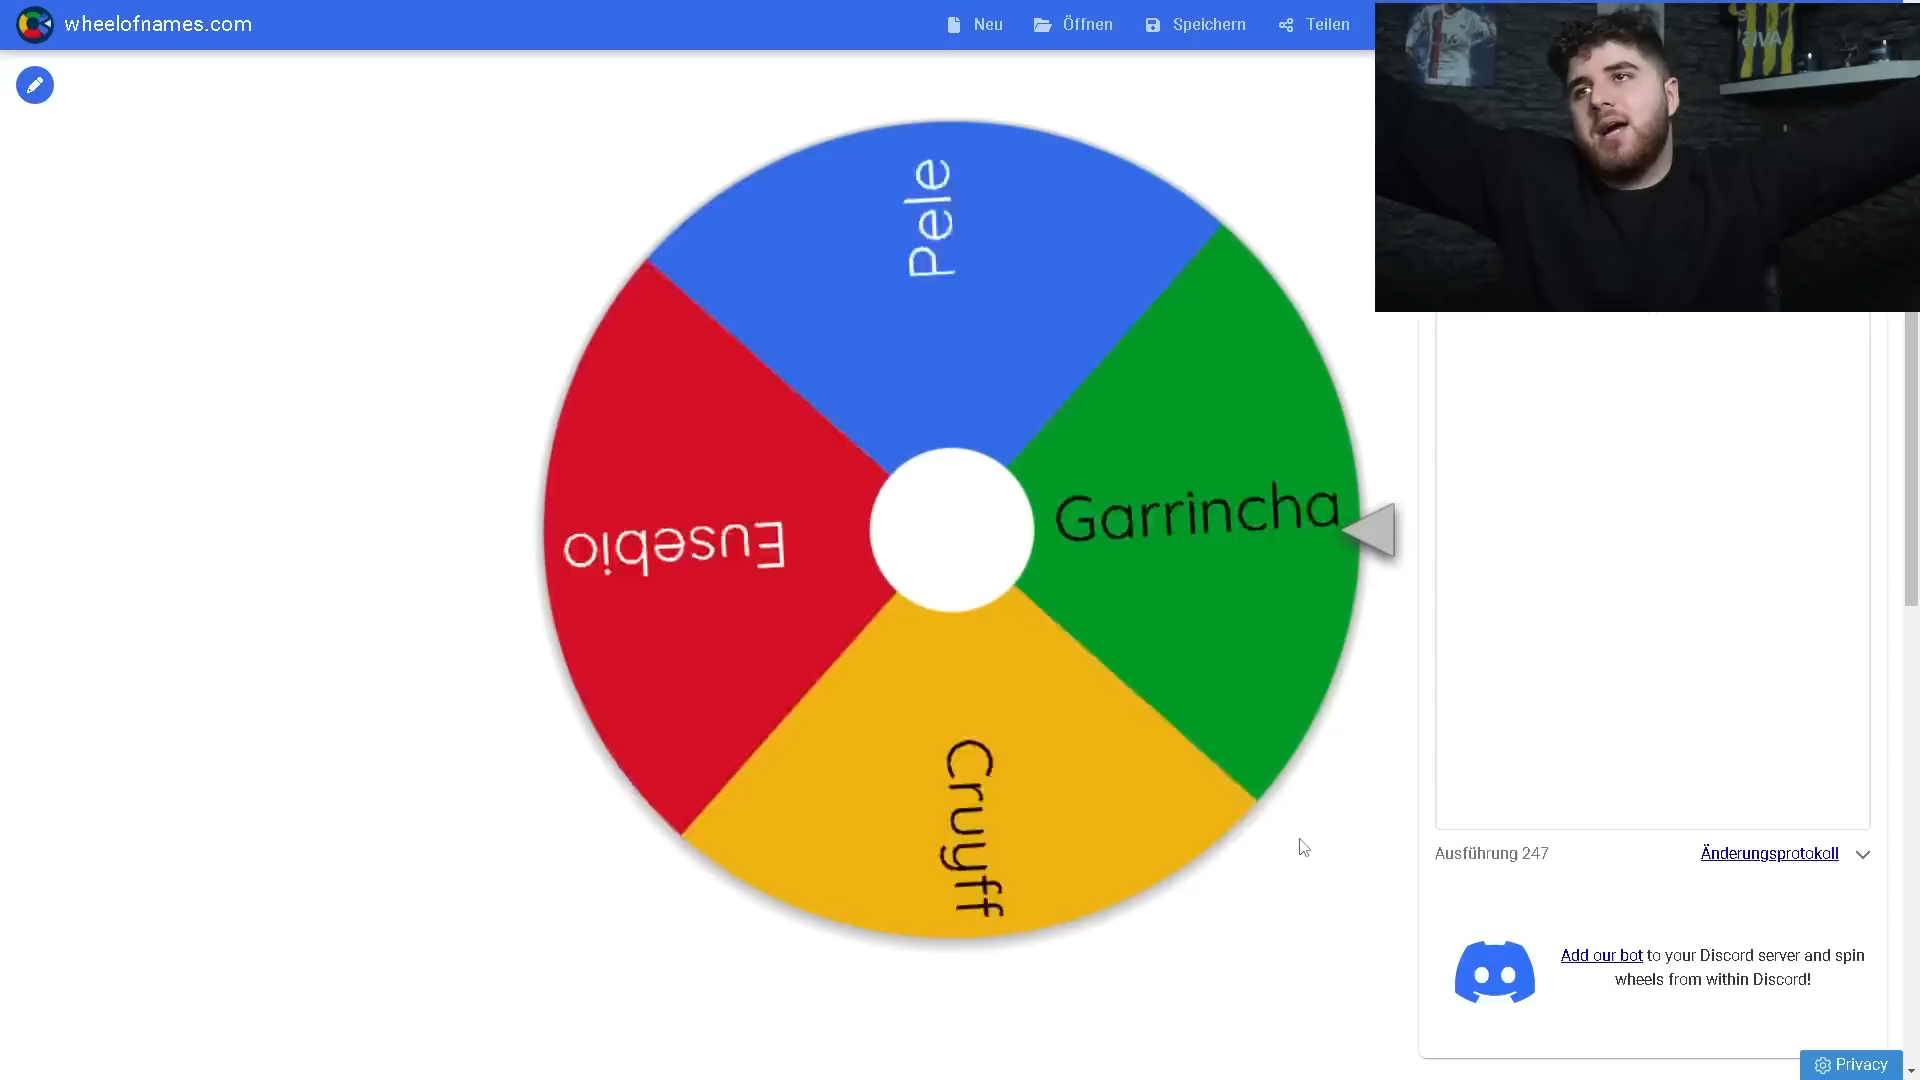 wheelofnames.com
Neu
Öffnen
Speichern
Teilen
Pele
Garrincha
Eusebio
Cruyff
Ausführung 247
Änderungsprotokoll
Add our bot to your Discord server and spin
wheels from within Discord!
Privacy